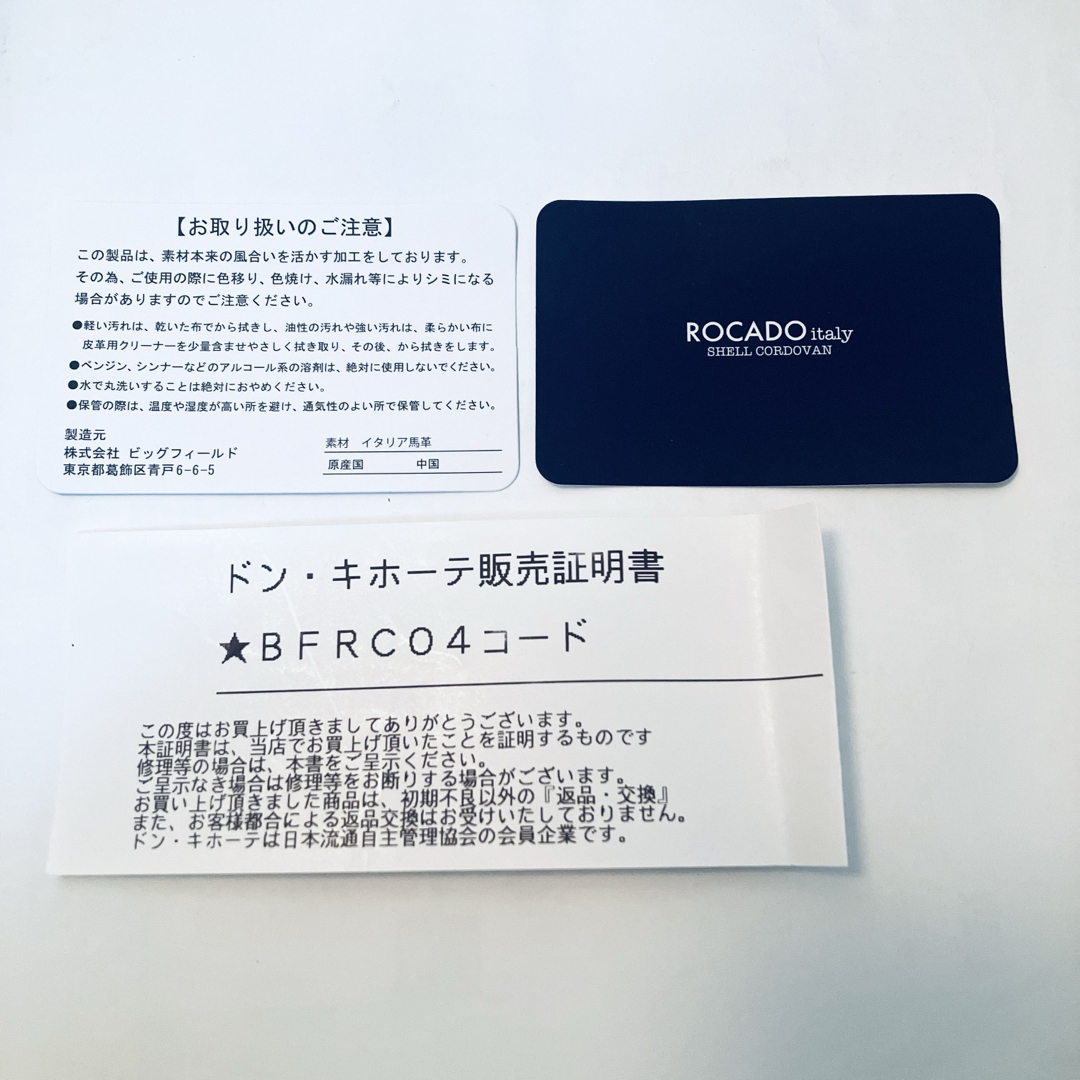 【お取り扱いのご注意】
この製品は、素材本来の風合いを活かす加工をしております。
その為、ご使用の際に色移り、色焼け、水漏れ等によりシミになる
場合がありますのでご注意ください。
●軽い汚れは、乾いた布でから拭きし、油性の汚れや強い汚れは、柔らかい布に
皮革用クリーナーを少量含ませやさしく拭き取り、その後、から拭きをします。
●ベンジン、シンナーなどのアルコール系の溶剤は、絶対に使用しないでください。
●水で丸洗いすることは絶対におやめください。
●保管の際は、温度や湿度が高い所を避け、通気性のよい所で保管してください。
製造元
株式会社 ビッグフィールド
東京都葛飾区青戸6-6-5
素材 イタリア馬革
原産国 中国
ROCADO italy
SHELL CORDOVAN
ドン・キホーテ販売証明書
★BFRC04コード
この度はお買上げ頂きましてありがとうございます。
本証明書は、当店でお買上げ頂いたことを証明するものです
修理等の場合は、本書をご呈示ください。
ご呈示なき場合は修理等をお断りする場合がございます。
お買い上げ頂きました商品は、初期不良以外の『返品・交換』
また、お客様都合による返品交換はお受けいたしておりません。
ドン・キホーテは日本流通自主管理協会の会員企業です。